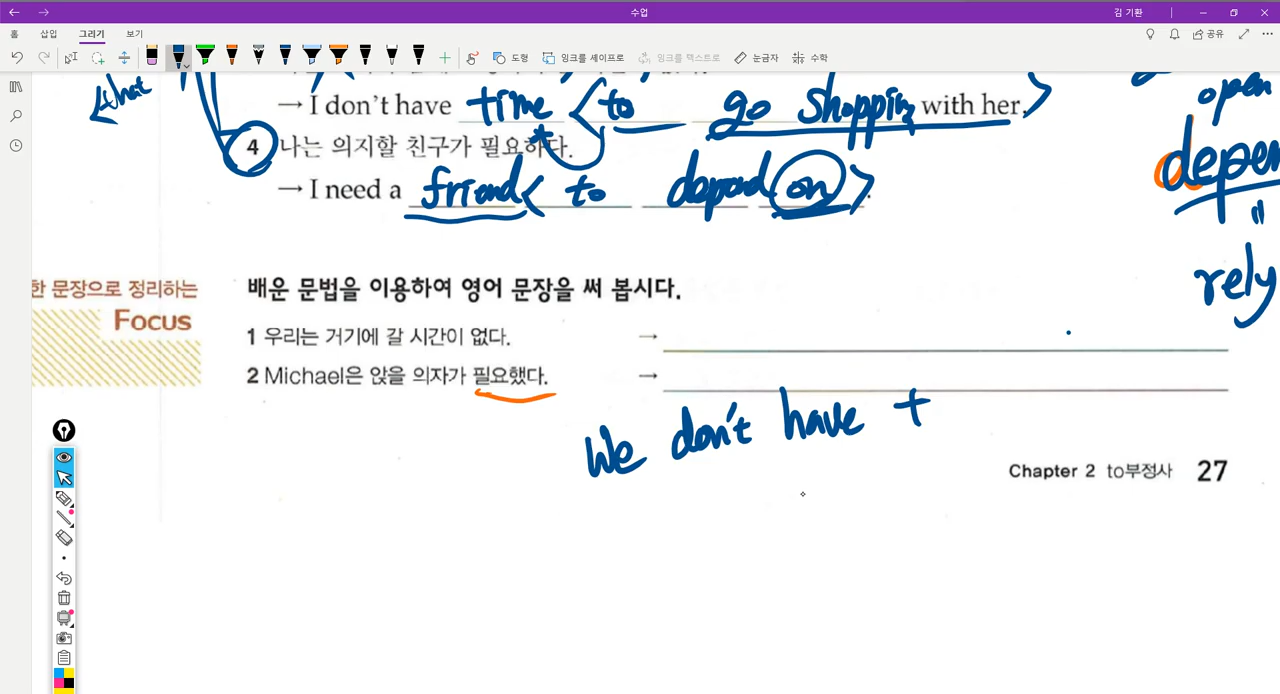 수업
김 기환
홈 삽입 그리기 보기
공유
도형 잉크를 셰이프로 잉크를 텍스트로 눈금자 수학
that
→ I don't have time < to go shopping with her. >
open
4 나는 의지할 친구가 필요하다.
→ I need a friend < to depend on > .
depen
=
rely
한 문장으로 정리하는
Focus
배운 문법을 이용하여 영어 문장을 써 봅시다.
1 우리는 거기에 갈 시간이 없다. →
2 Michael은 앉을 의자가 필요했다. →
We don't have t
Chapter 2 to부정사 27